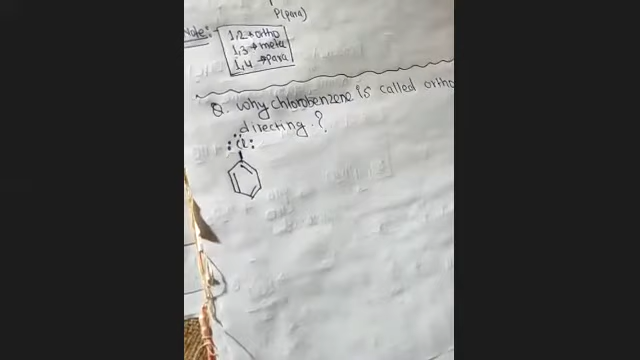 P(para)
Note:
1,2 → ortho
1,3 → meta
1,4 → para
Q. why chlorobenzene is called ortho
directing ?
Cl